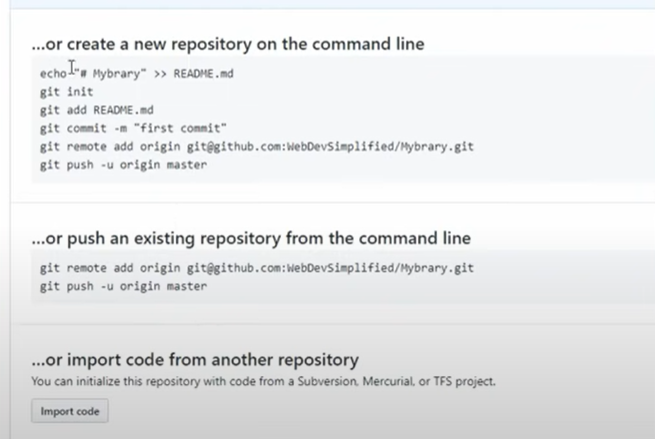 ...or create a new repository on the command line
echo "# Mybrary" >> README.md
git init
git add README.md
git commit -m "first commit"
git remote add origin git@github.com:WebDevSimplified/Mybrary.git
git push -u origin master
...or push an existing repository from the command line
git remote add origin git@github.com:WebDevSimplified/Mybrary.git
git push -u origin master
...or import code from another repository
You can initialize this repository with code from a Subversion, Mercurial, or TFS project.
Import code